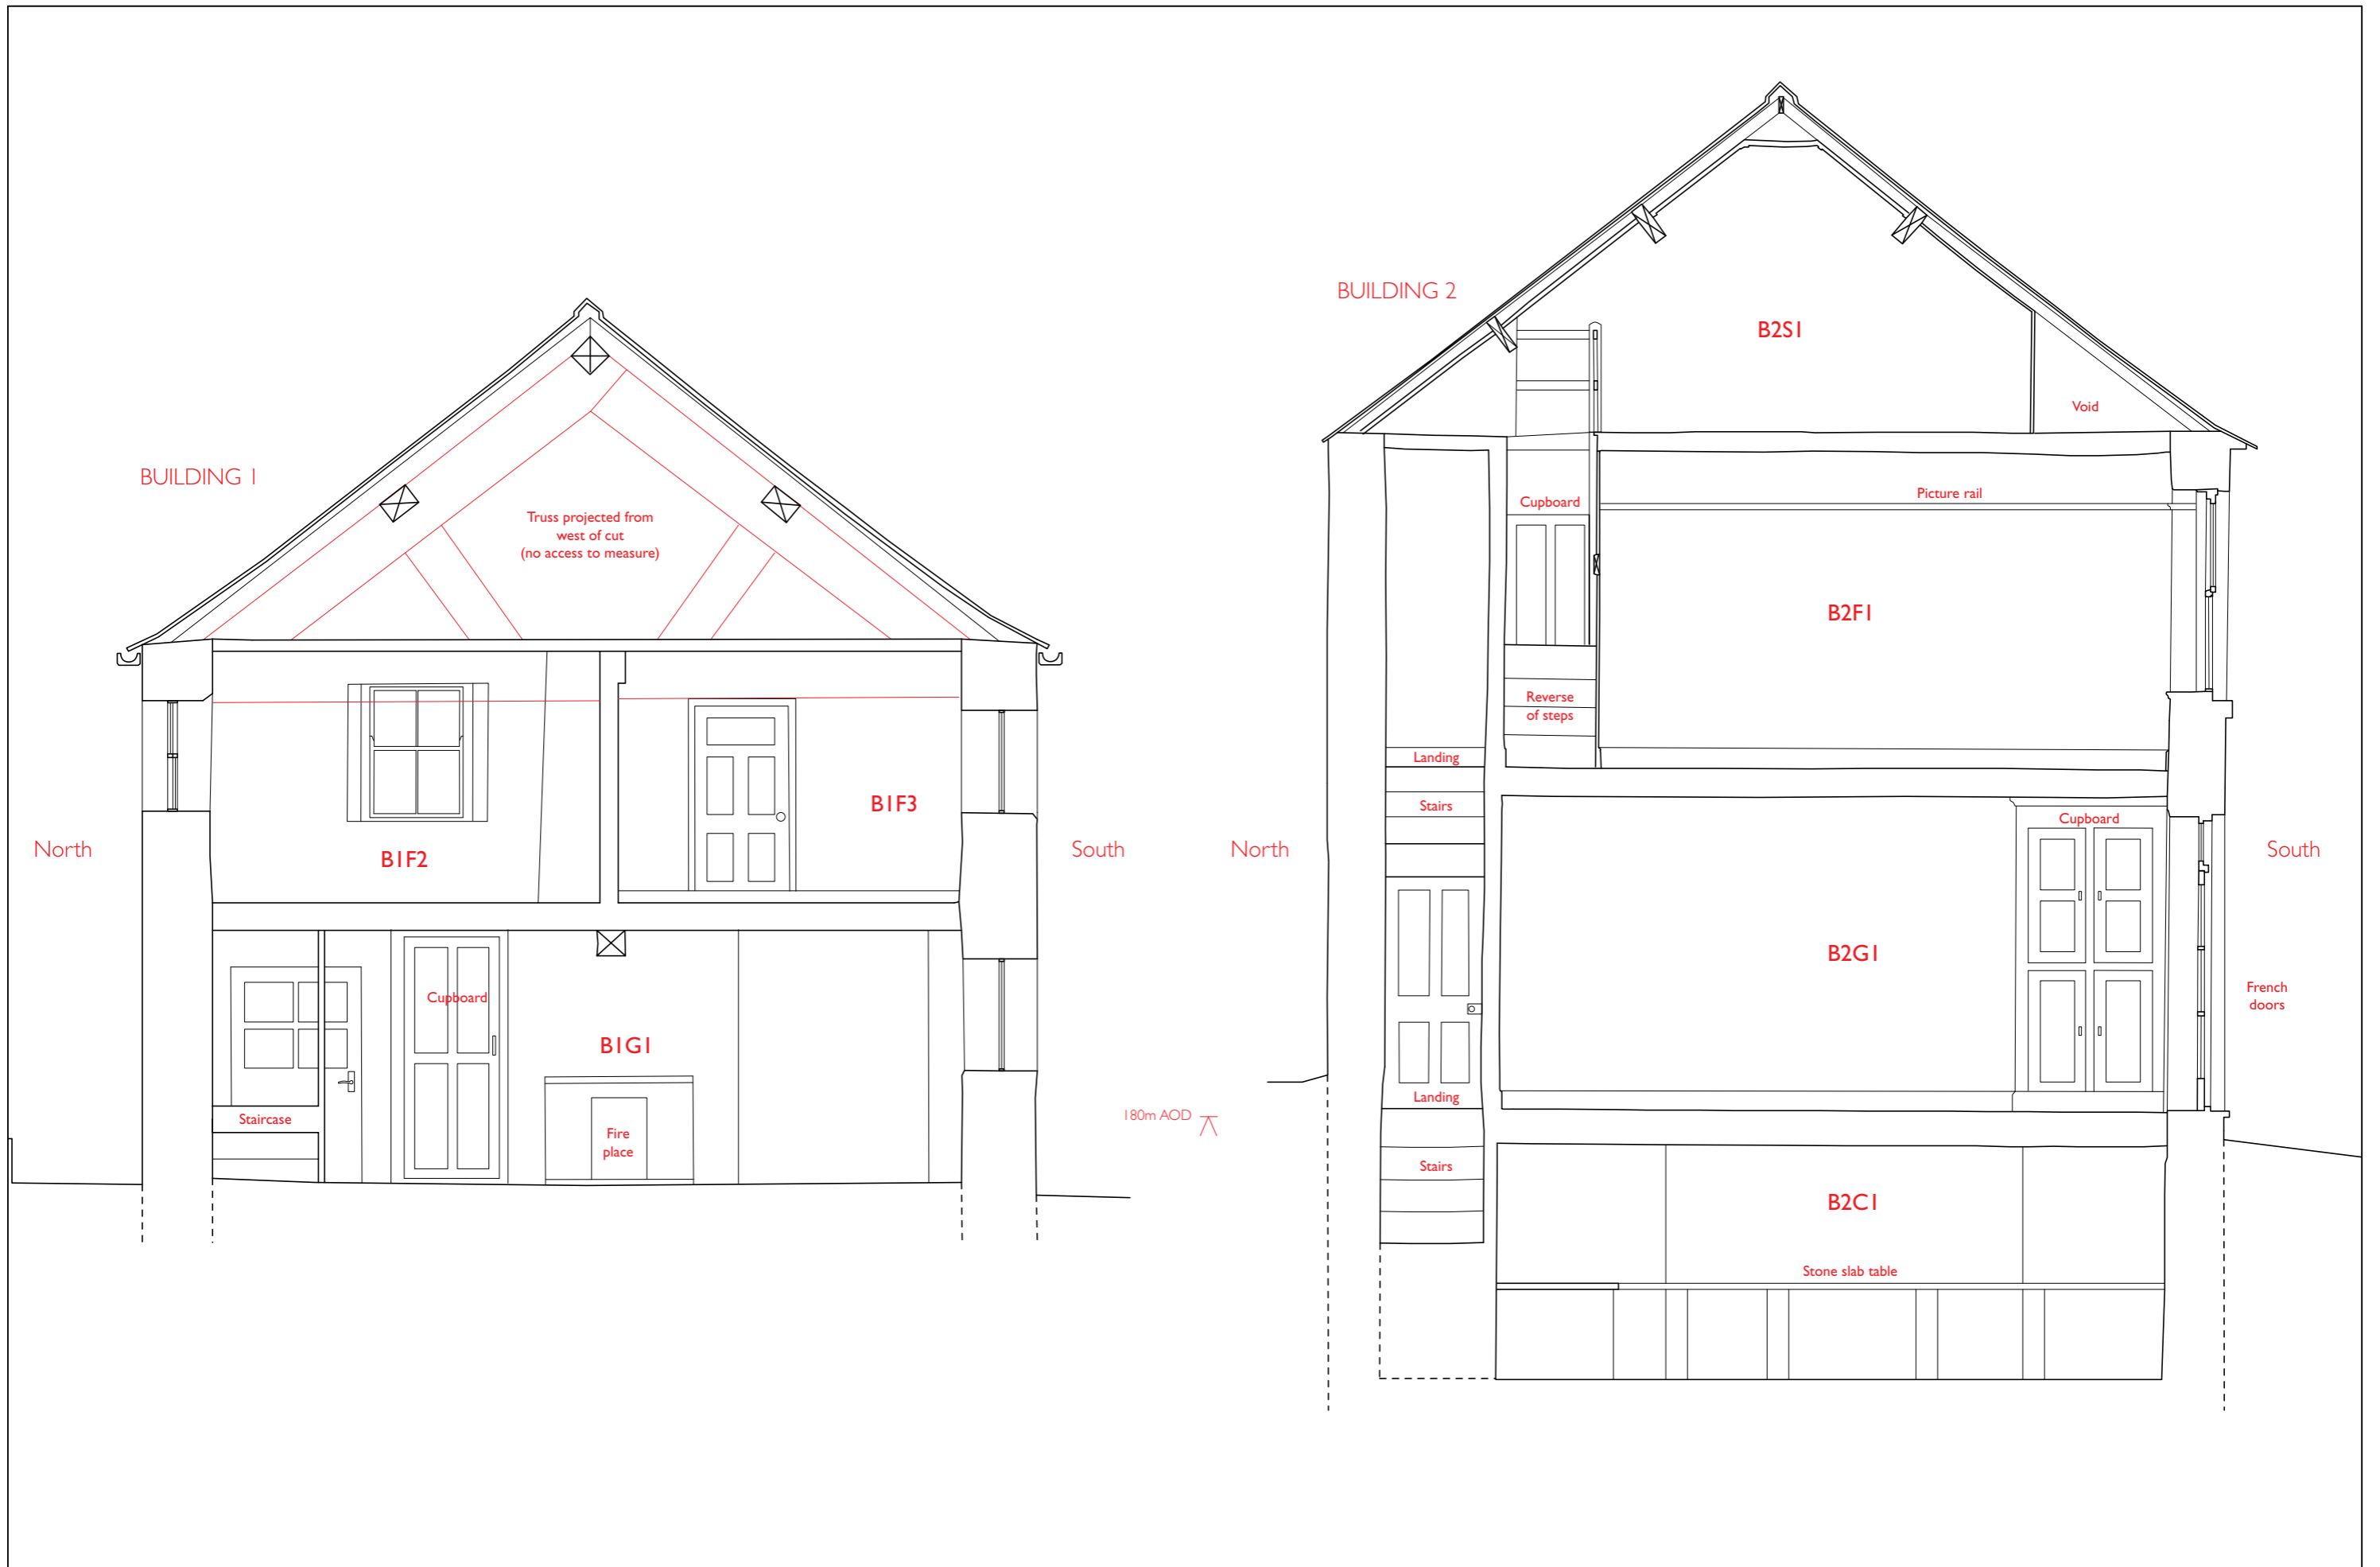 BUILDING 1
Truss projected from
west of cut
(no access to measure)
North
B1F2
B1F3
South
Cupboard
B1G1
Staircase
Fire
place
180m AOD
BUILDING 2
B2S1
Void
Cupboard
Picture rail
B2F1
Reverse
of steps
Landing
Stairs
North
Cupboard
South
B2G1
French
doors
Landing
Stairs
B2C1
Stone slab table